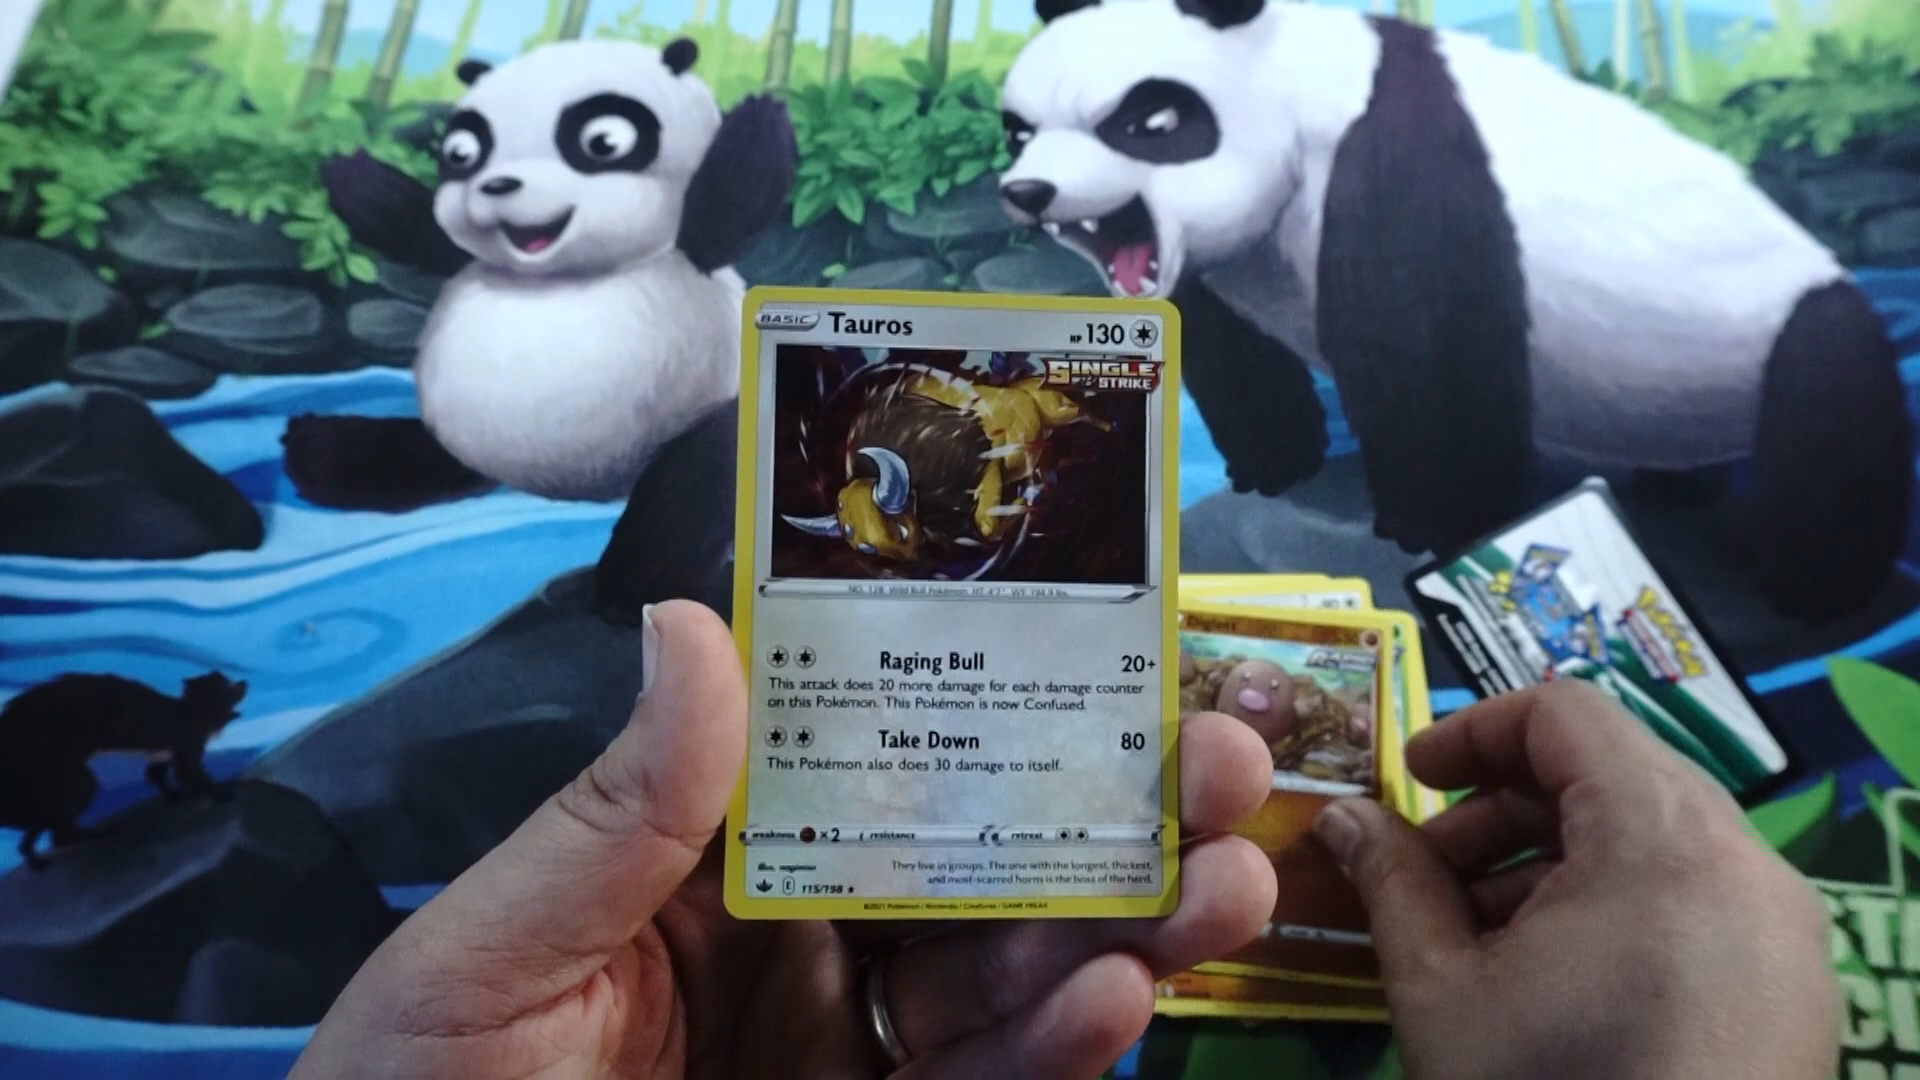 BASIC Tauros HP 130
SINGLE
STRIKE
NO. 128 Wild Bull Pokémon HT: 4'7" WT: 194.9 lbs.
Raging Bull 20+
This attack does 20 more damage for each damage counter
on this Pokémon. This Pokémon is now Confused.
Take Down 80
This Pokémon also does 30 damage to itself.
weakness ×2 resistance retreat
They live in groups. The one with the longest, thickest,
and most-scarred horns is the boss of the herd.
E 115/198
©2021 Pokémon / Nintendo / Creatures / GAME FREAK
Diglett